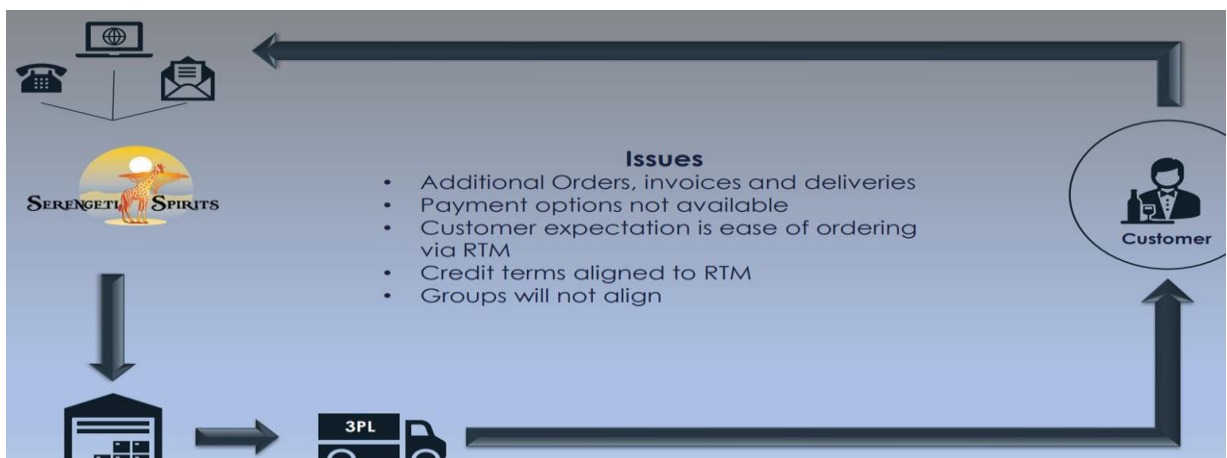 SERENGETI SPIRITS
Issues
• Additional Orders, invoices and deliveries
• Payment options not available
• Customer expectation is ease of ordering
via RTM
• Credit terms aligned to RTM
• Groups will not align
Customer
3PL